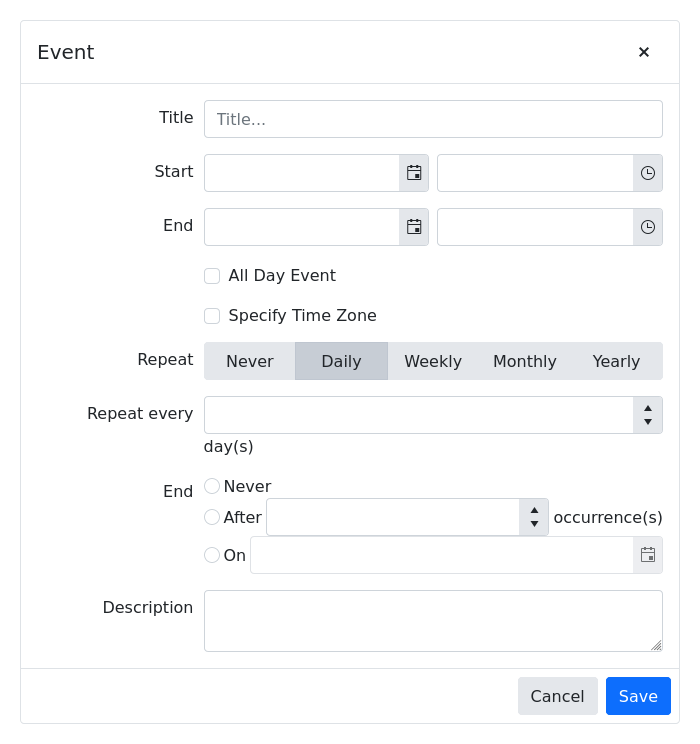 Event
Title Title...
Start
End
All Day Event
Specify Time Zone
Repeat Never Daily Weekly Monthly Yearly
Repeat every
day(s)
End Never
After occurrence(s)
On
Description
Cancel Save